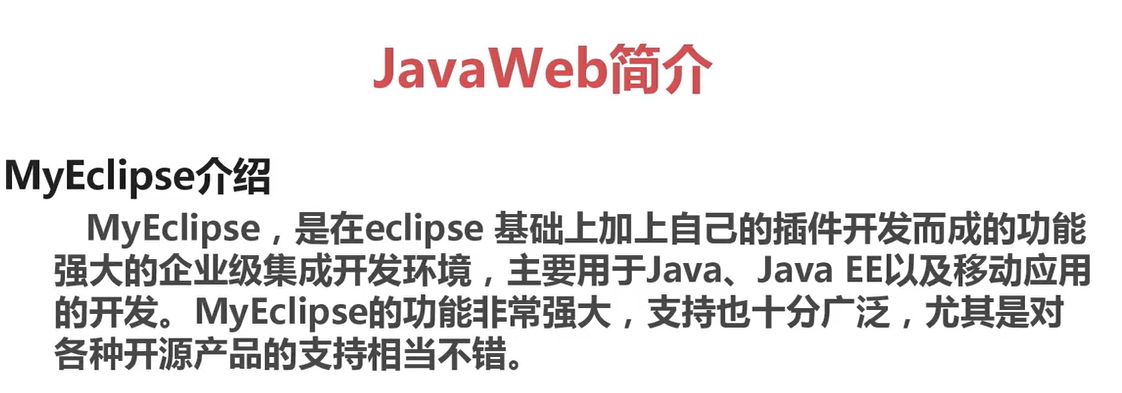 JavaWeb简介
MyEclipse介绍
MyEclipse，是在eclipse 基础上加上自己的插件开发而成的功能
强大的企业级集成开发环境，主要用于Java、Java EE以及移动应用
的开发。MyEclipse的功能非常强大，支持也十分广泛，尤其是对
各种开源产品的支持相当不错。